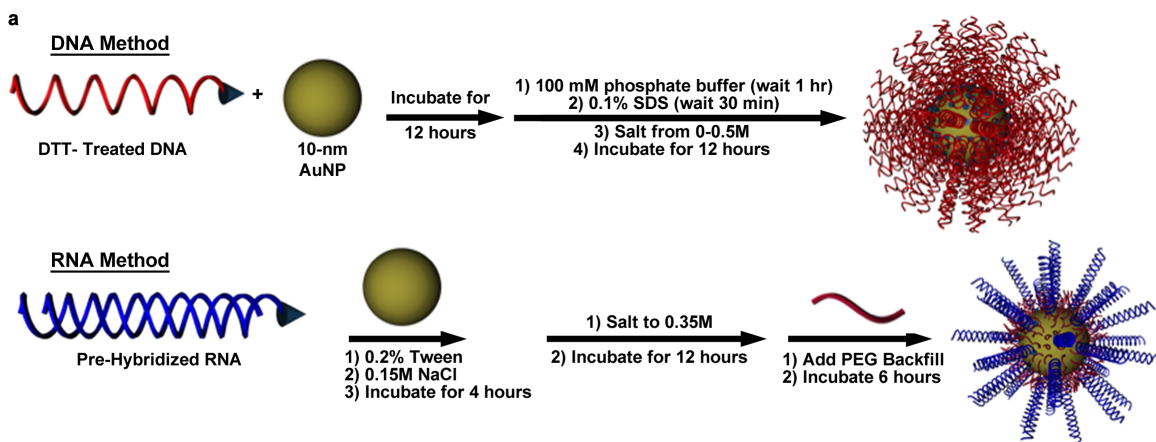 a
DNA Method
+
DTT- Treated DNA
10-nm
AuNP
Incubate for
12 hours
1) 100 mM phosphate buffer (wait 1 hr)
2) 0.1% SDS (wait 30 min)
3) Salt from 0-0.5M
4) Incubate for 12 hours
RNA Method
Pre-Hybridized RNA
1) 0.2% Tween
2) 0.15M NaCl
3) Incubate for 4 hours
1) Salt to 0.35M
2) Incubate for 12 hours
1) Add PEG Backfill
2) Incubate 6 hours